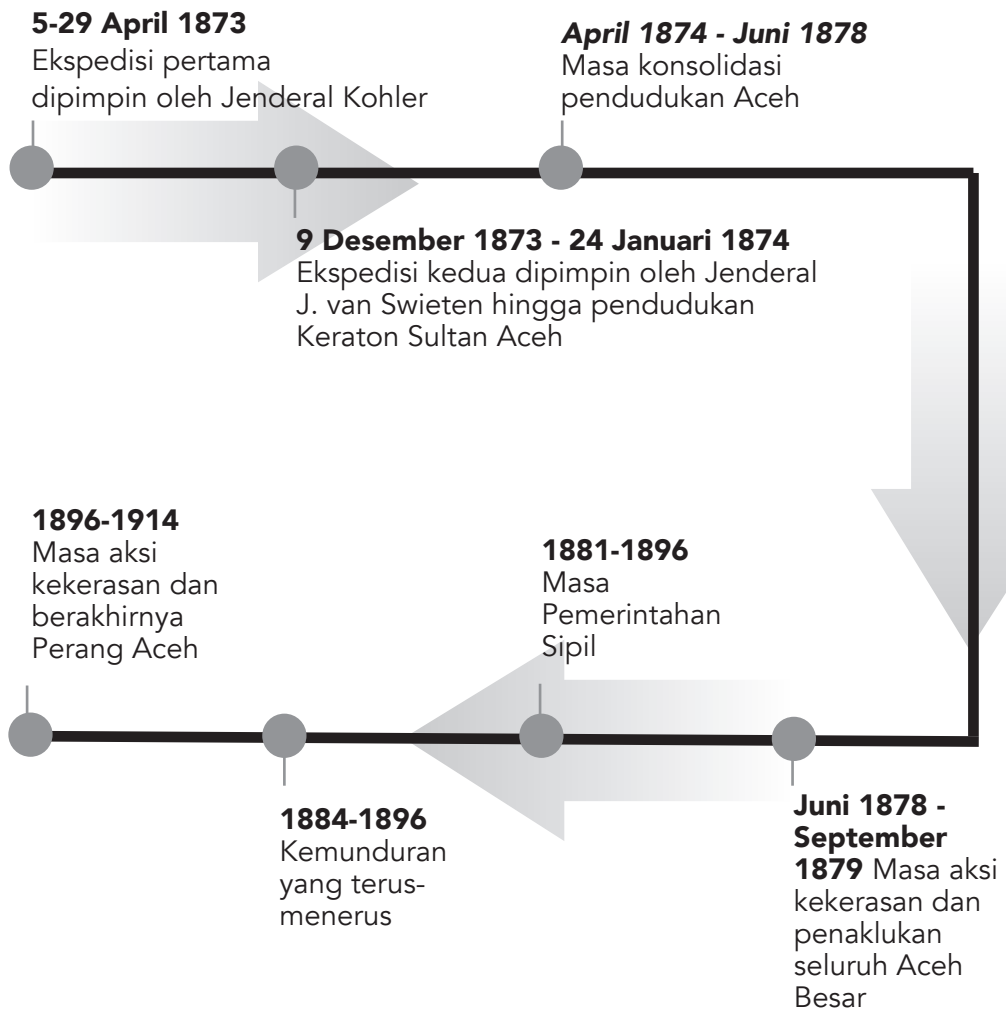 5-29 April 1873
Ekspedisi pertama
dipimpin oleh Jenderal Kohler
9 Desember 1873 - 24 Januari 1874
Ekspedisi kedua dipimpin oleh Jenderal
J. van Swieten hingga pendudukan
Keraton Sultan Aceh
April 1874 - Juni 1878
Masa konsolidasi
pendudukan Aceh
Juni 1878 -
September
1879 Masa aksi
kekerasan dan
penaklukan
seluruh Aceh
Besar
1881-1896
Masa
Pemerintahan
Sipil
1884-1896
Kemunduran
yang terus-
menerus
1896-1914
Masa aksi
kekerasan dan
berakhirnya
Perang Aceh